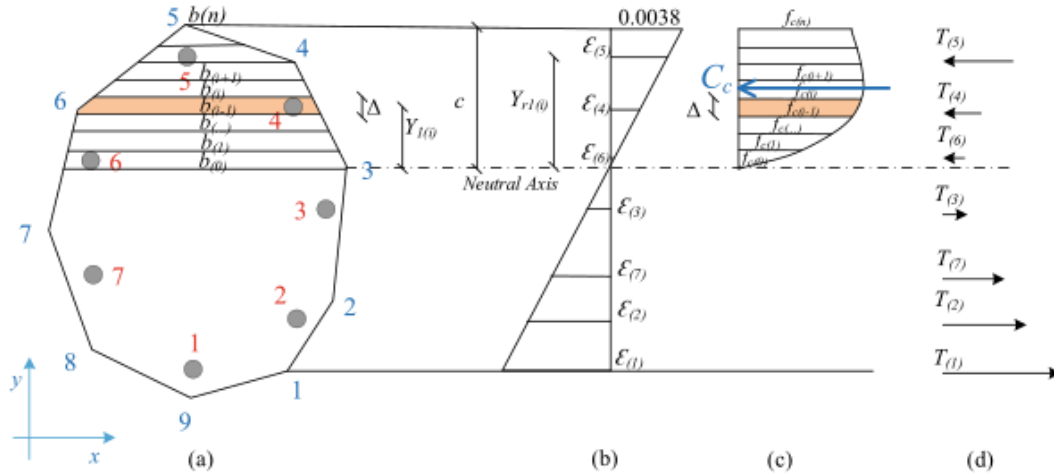 5 b(n)
4
5
b(i+1)
b(i)
6
b(i-1)
4
Δ
b(..)
Y1(i)
b(1)
6
b(0)
3
c
Yr1(i)
Neutral Axis
3
7
7
2
2
1
8
1
9
y
x
(a)
0.0038
ε(5)
ε(4)
ε(6)
ε(3)
ε(7)
ε(2)
ε(1)
(b)
fc(n)
Cc
fc(i+1)
fc(i)
Δ
fc(i-1)
fc(..)
fc(1)
fc(0)
(c)
T(5)
T(4)
T(6)
T(3)
T(7)
T(2)
T(1)
(d)